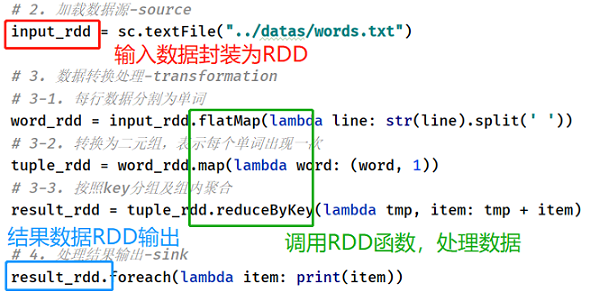 # 2. 加载数据源-source
input_rdd = sc.textFile("../datas/words.txt")
输入数据封装为RDD
# 3. 数据转换处理-transformation
# 3-1. 每行数据分割为单词
word_rdd = input_rdd.flatMap(lambda line: str(line).split(' '))
# 3-2. 转换为二元组，表示每个单词出现一次
tuple_rdd = word_rdd.map(lambda word: (word, 1))
# 3-3. 按照key分组及组内聚合
result_rdd = tuple_rdd.reduceByKey(lambda tmp, item: tmp + item)
结果数据RDD输出
调用RDD函数，处理数据
# 4. 处理结果输出-sink
result_rdd.foreach(lambda item: print(item))